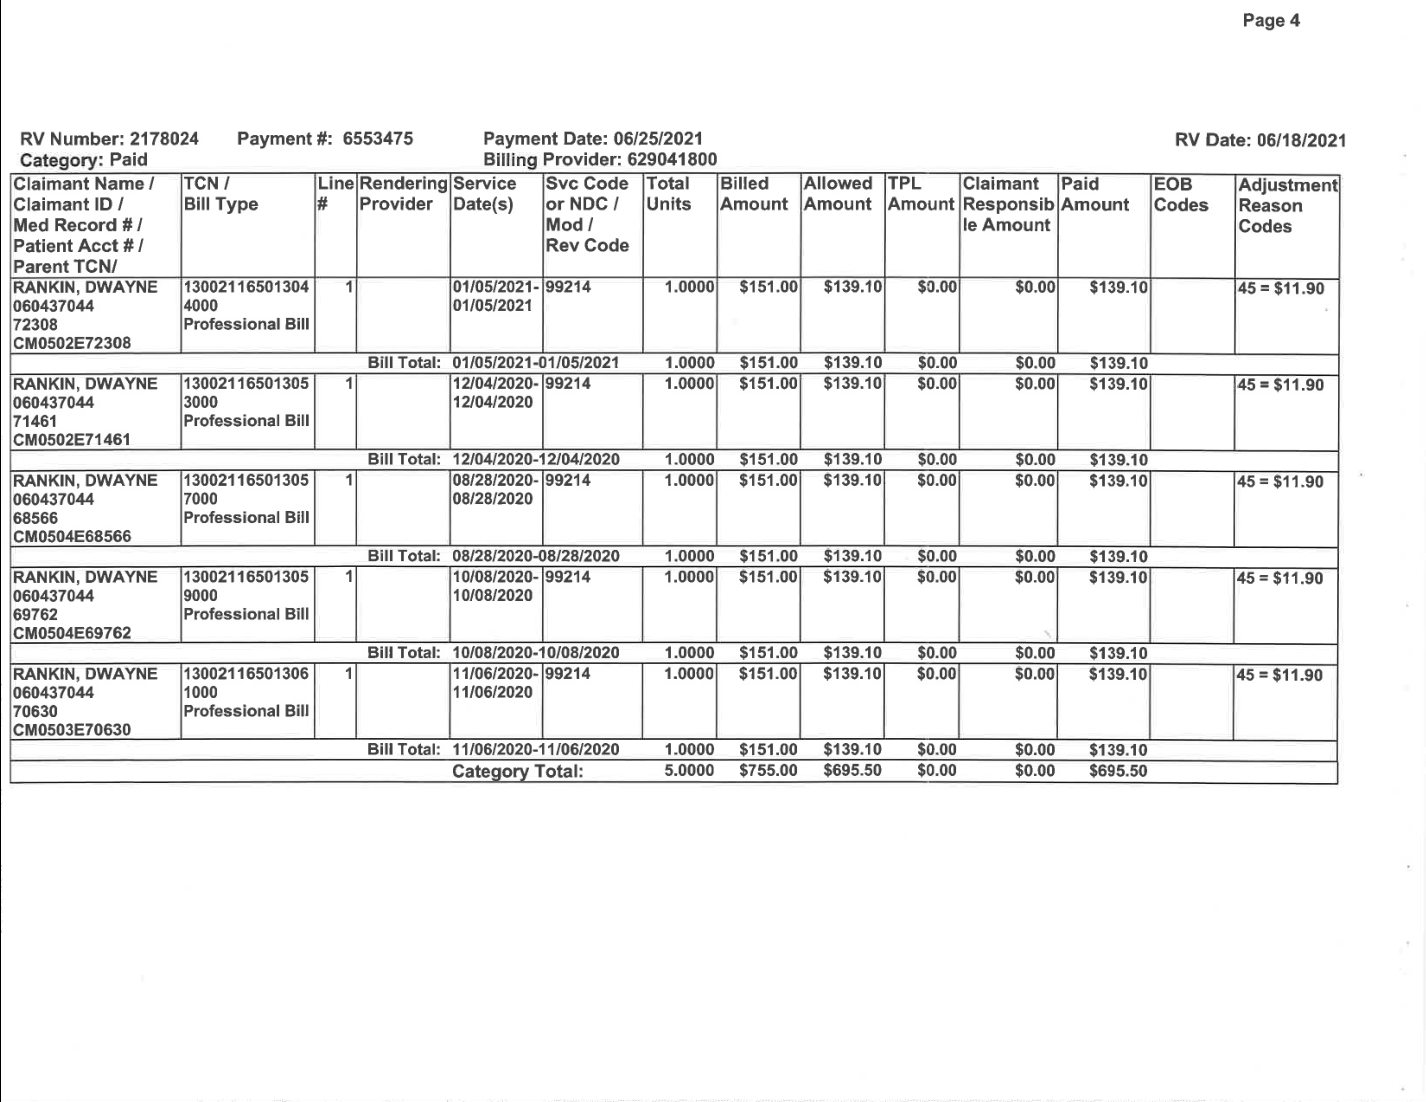 Page 4
RV Number: 2178024 Payment #: 6553475 Payment Date: 06/25/2021 RV Date: 06/18/2021
Category: Paid Billing Provider: 629041800
Claimant Name / TCN / Line Rendering Service Svc Code Total Billed Allowed TPL Claimant Paid EOB Adjustment
Claimant ID / Bill Type # Provider Date(s) or NDC / Units Amount Amount Amount Responsib Amount Codes Reason
Med Record # / Mod / le Amount Codes
Patient Acct # / Rev Code
Parent TCN/
RANKIN, DWAYNE 13002116501304 1 01/05/2021- 99214 1.0000 $151.00 $139.10 $0.00 $0.00 $139.10 45 = $11.90
060437044 4000 01/05/2021
72308 Professional Bill
CM0502E72308
Bill Total: 01/05/2021-01/05/2021 1.0000 $151.00 $139.10 $0.00 $0.00 $139.10
RANKIN, DWAYNE 13002116501305 1 12/04/2020- 99214 1.0000 $151.00 $139.10 $0.00 $0.00 $139.10 45 = $11.90
060437044 3000 12/04/2020
71461 Professional Bill
CM0502E71461
Bill Total: 12/04/2020-12/04/2020 1.0000 $151.00 $139.10 $0.00 $0.00 $139.10
RANKIN, DWAYNE 13002116501305 1 08/28/2020- 99214 1.0000 $151.00 $139.10 $0.00 $0.00 $139.10 45 = $11.90
060437044 7000 08/28/2020
68566 Professional Bill
CM0504E68566
Bill Total: 08/28/2020-08/28/2020 1.0000 $151.00 $139.10 $0.00 $0.00 $139.10
RANKIN, DWAYNE 13002116501305 1 10/08/2020- 99214 1.0000 $151.00 $139.10 $0.00 $0.00 $139.10 45 = $11.90
060437044 9000 10/08/2020
69762 Professional Bill
CM0504E69762
Bill Total: 10/08/2020-10/08/2020 1.0000 $151.00 $139.10 $0.00 $0.00 $139.10
RANKIN, DWAYNE 13002116501306 1 11/06/2020- 99214 1.0000 $151.00 $139.10 $0.00 $0.00 $139.10 45 = $11.90
060437044 1000 11/06/2020
70630 Professional Bill
CM0503E70630
Bill Total: 11/06/2020-11/06/2020 1.0000 $151.00 $139.10 $0.00 $0.00 $139.10
Category Total: 5.0000 $755.00 $695.50 $0.00 $0.00 $695.50